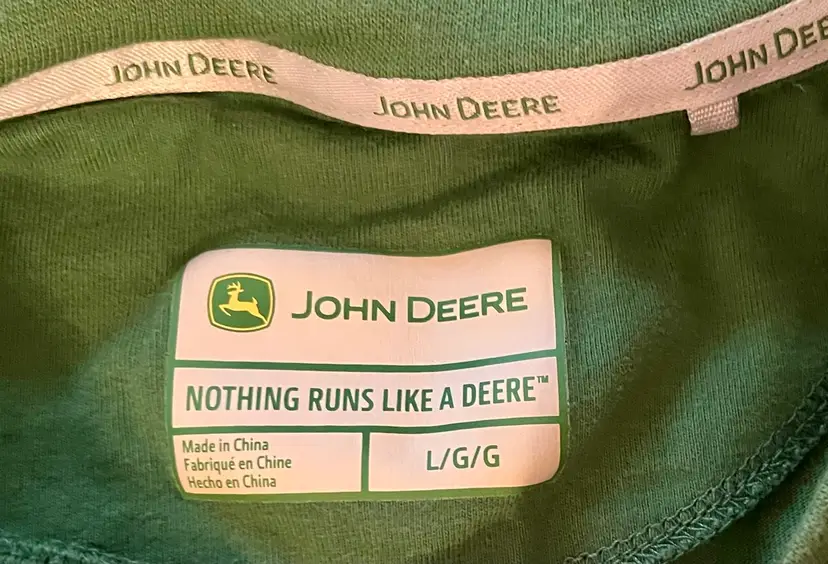 JOHN DEERE
JOHN DEERE
JOHN DEE
JOHN DEERE
NOTHING RUNS LIKE A DEERE™
Made in China
Fabriqué en Chine
Hecho en China
L/G/G